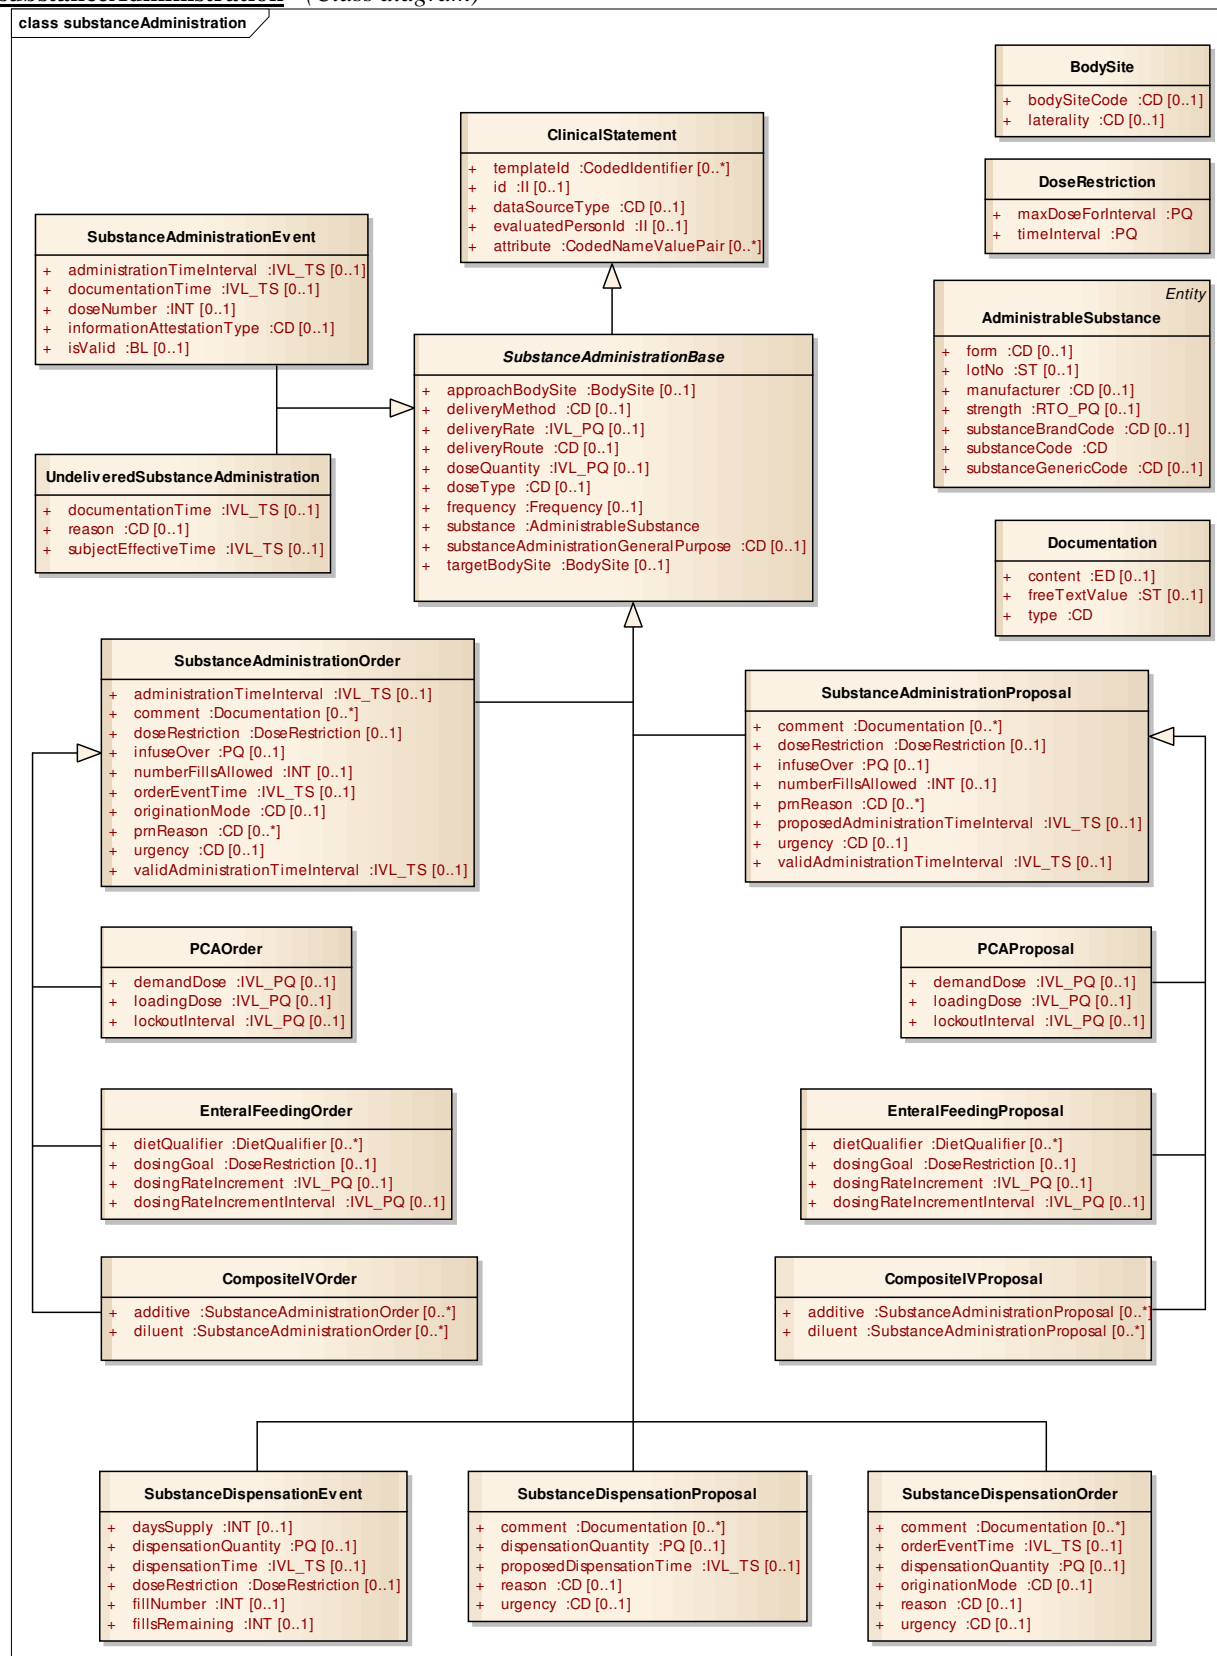 substanceAdministration - (Class diagram)
class substanceAdministration
BodySite
+ bodySiteCode :CD [0..1]
+ laterality :CD [0..1]
ClinicalStatement
+ templateId :CodedIdentifier [0..*]
+ id :II [0..1]
+ dataSourceType :CD [0..1]
+ evaluatedPersonId :II [0..1]
+ attribute :CodedNameValuePair [0..*]
DoseRestriction
+ maxDoseForInterval :PQ
+ timeInterval :PQ
SubstanceAdministrationEvent
+ administrationTimeInterval :IVL_TS [0..1]
+ documentationTime :IVL_TS [0..1]
+ doseNumber :INT [0..1]
+ informationAttestationType :CD [0..1]
+ isValid :BL [0..1]
Entity
AdministrableSubstance
+ form :CD [0..1]
+ lotNo :ST [0..1]
+ manufacturer :CD [0..1]
+ strength :RTO_PQ [0..1]
+ substanceBrandCode :CD [0..1]
+ substanceCode :CD
+ substanceGenericCode :CD [0..1]
SubstanceAdministrationBase
+ approachBodySite :BodySite [0..1]
+ deliveryMethod :CD [0..1]
+ deliveryRate :IVL_PQ [0..1]
+ deliveryRoute :CD [0..1]
+ doseQuantity :IVL_PQ [0..1]
+ doseType :CD [0..1]
+ frequency :Frequency [0..1]
+ substance :AdministrableSubstance
+ substanceAdministrationGeneralPurpose :CD [0..1]
+ targetBodySite :BodySite [0..1]
UndeliveredSubstanceAdministration
+ documentationTime :IVL_TS [0..1]
+ reason :CD [0..1]
+ subjectEffectiveTime :IVL_TS [0..1]
Documentation
+ content :ED [0..1]
+ freeTextValue :ST [0..1]
+ type :CD
SubstanceAdministrationOrder
+ administrationTimeInterval :IVL_TS [0..1]
+ comment :Documentation [0..*]
+ doseRestriction :DoseRestriction [0..1]
+ infuseOver :PQ [0..1]
+ numberFillsAllowed :INT [0..1]
+ orderEventTime :IVL_TS [0..1]
+ originationMode :CD [0..1]
+ prnReason :CD [0..*]
+ urgency :CD [0..1]
+ validAdministrationTimeInterval :IVL_TS [0..1]
SubstanceAdministrationProposal
+ comment :Documentation [0..*]
+ doseRestriction :DoseRestriction [0..1]
+ infuseOver :PQ [0..1]
+ numberFillsAllowed :INT [0..1]
+ prnReason :CD [0..*]
+ proposedAdministrationTimeInterval :IVL_TS [0..1]
+ urgency :CD [0..1]
+ validAdministrationTimeInterval :IVL_TS [0..1]
PCAOrder
+ demandDose :IVL_PQ [0..1]
+ loadingDose :IVL_PQ [0..1]
+ lockoutInterval :IVL_PQ [0..1]
PCAProposal
+ demandDose :IVL_PQ [0..1]
+ loadingDose :IVL_PQ [0..1]
+ lockoutInterval :IVL_PQ [0..1]
EnteralFeedingOrder
+ dietQualifier :DietQualifier [0..*]
+ dosingGoal :DoseRestriction [0..1]
+ dosingRateIncrement :IVL_PQ [0..1]
+ dosingRateIncrementInterval :IVL_PQ [0..1]
EnteralFeedingProposal
+ dietQualifier :DietQualifier [0..*]
+ dosingGoal :DoseRestriction [0..1]
+ dosingRateIncrement :IVL_PQ [0..1]
+ dosingRateIncrementInterval :IVL_PQ [0..1]
CompositeIVOrder
+ additive :SubstanceAdministrationOrder [0..*]
+ diluent :SubstanceAdministrationOrder [0..*]
CompositeIVProposal
+ additive :SubstanceAdministrationProposal [0..*]
+ diluent :SubstanceAdministrationProposal [0..*]
SubstanceDispensationEvent
+ daysSupply :INT [0..1]
+ dispensationQuantity :PQ [0..1]
+ dispensationTime :IVL_TS [0..1]
+ doseRestriction :DoseRestriction [0..1]
+ fillNumber :INT [0..1]
+ fillsRemaining :INT [0..1]
SubstanceDispensationProposal
+ comment :Documentation [0..*]
+ dispensationQuantity :PQ [0..1]
+ proposedDispensationTime :IVL_TS [0..1]
+ reason :CD [0..1]
+ urgency :CD [0..1]
SubstanceDispensationOrder
+ comment :Documentation [0..*]
+ orderEventTime :IVL_TS [0..1]
+ dispensationQuantity :PQ [0..1]
+ originationMode :CD [0..1]
+ reason :CD [0..1]
+ urgency :CD [0..1]